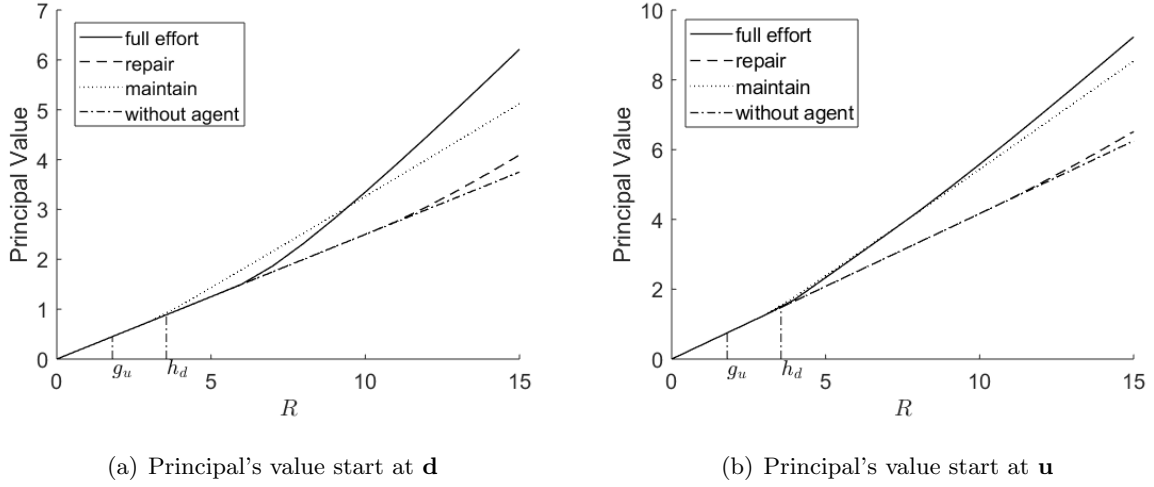 7
6
5
4
3
2
1
0
Principal Value
full effort
repair
maintain
without agent
g_u
h_d
0
5
10
15
R
(a) Principal's value start at d
10
8
6
4
2
0
Principal Value
full effort
repair
maintain
without agent
g_u
h_d
0
5
10
15
R
(b) Principal's value start at u